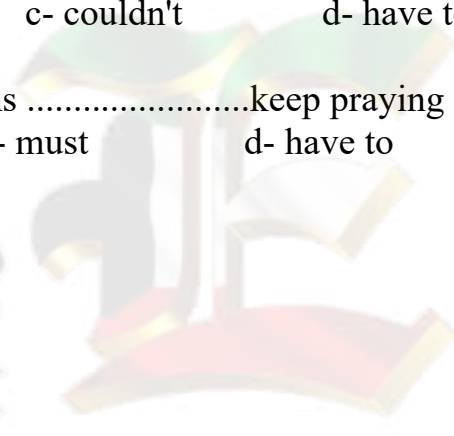 c- couldn't d- have t
s ........................keep praying
- must d- have to